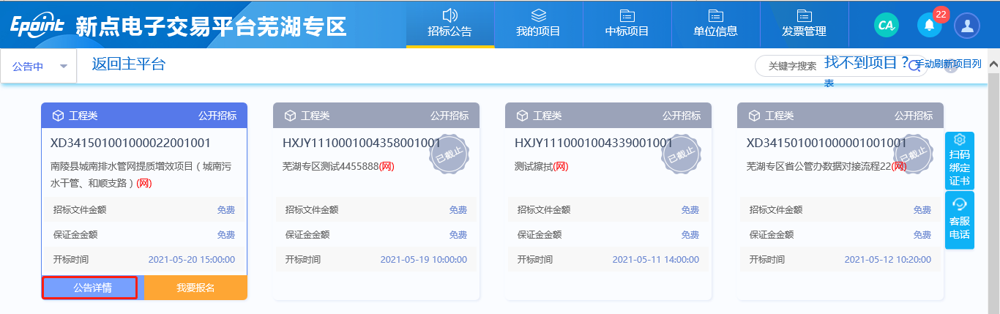 Epoint 新点电子交易平台芜湖专区
招标公告
我的项目
中标项目
单位信息
发票管理
CA
22
公告中
返回主平台
关键字搜索
找不到项目？手动刷新项目列
表
工程类 公开招标
XD341501001000022001001
南陵县城南排水管网提质增效项目（城南污
水干管、和顺支路）(网)
招标文件金额 免费
保证金金额 免费
开标时间 2021-05-20 15:00:00
公告详情 我要报名
工程类 公开招标
HXJY1110001004358001001
已截止
芜湖专区测试4455888(网)
招标文件金额 免费
保证金金额 免费
开标时间 2021-05-19 10:00:00
工程类 公开招标
HXJY1110001004339001001
已截止
测试擦拭(网)
招标文件金额 免费
保证金金额 免费
开标时间 2021-05-11 14:00:00
工程类 公开招标
XD341501001000001001001
已截止
芜湖专区省公管办数据对接流程22(网)
招标文件金额 免费
保证金金额 免费
开标时间 2021-05-12 10:20:00
扫码
绑定
证书
客服
电话